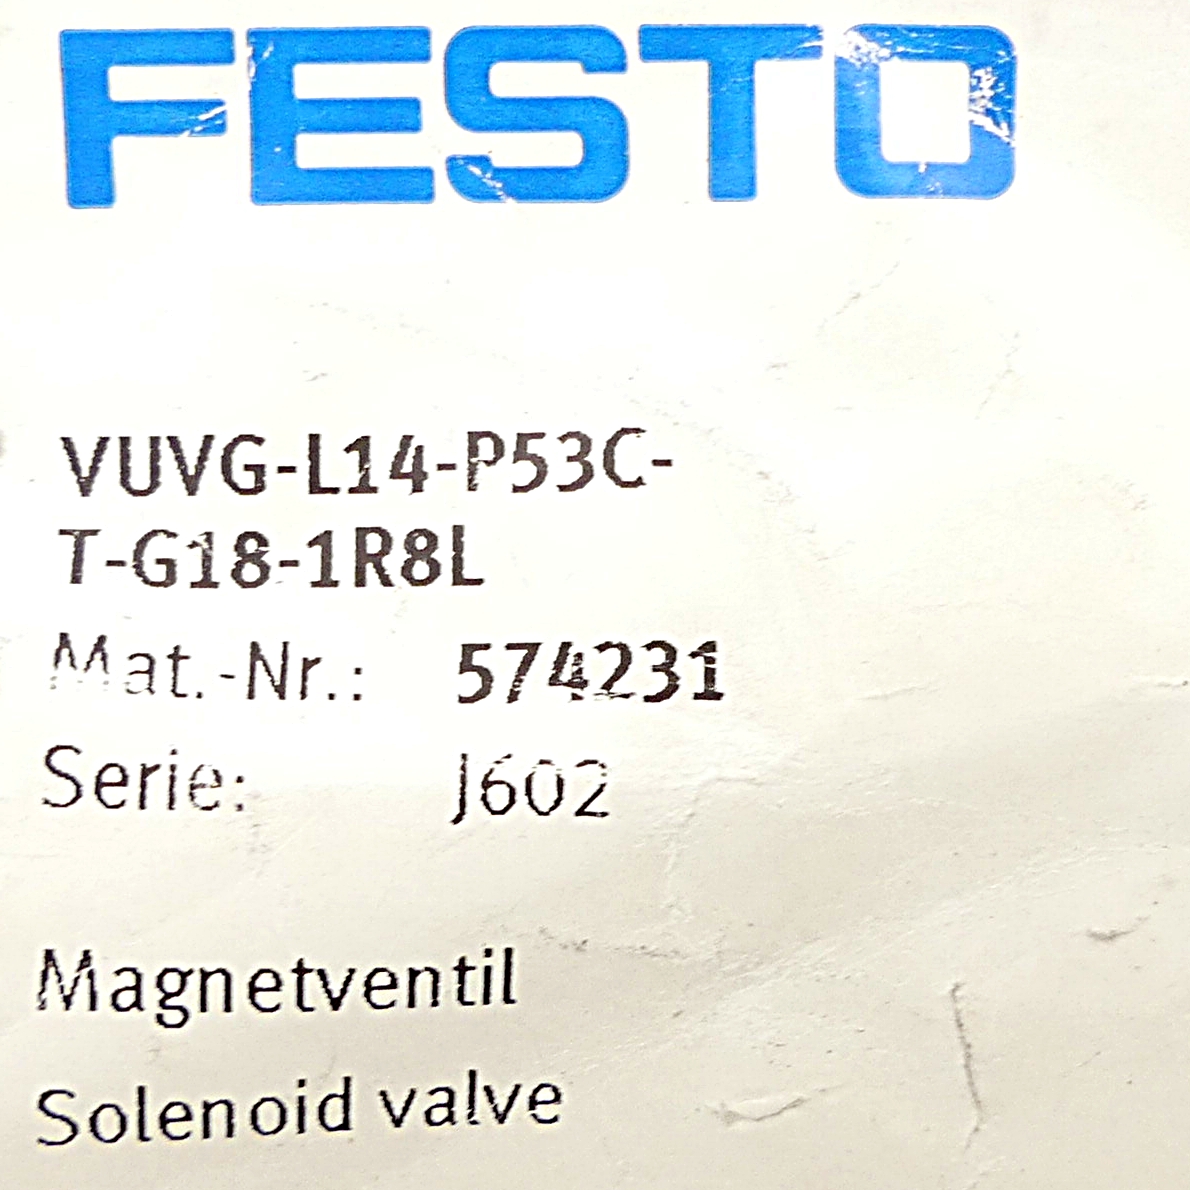 FESTO
VUVG-L14-P53C-
T-G18-1R8L
Mat.-Nr.: 574231
Serie: J602
Magnetventil
Solenoid valve